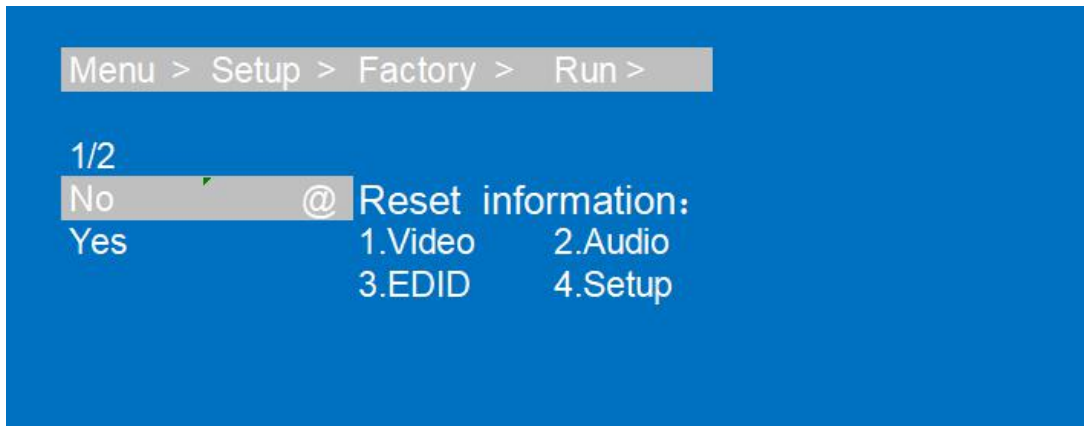 Menu > Setup > Factory > Run >
1/2
No @ Reset information：
Yes 1.Video 2.Audio
3.EDID 4.Setup